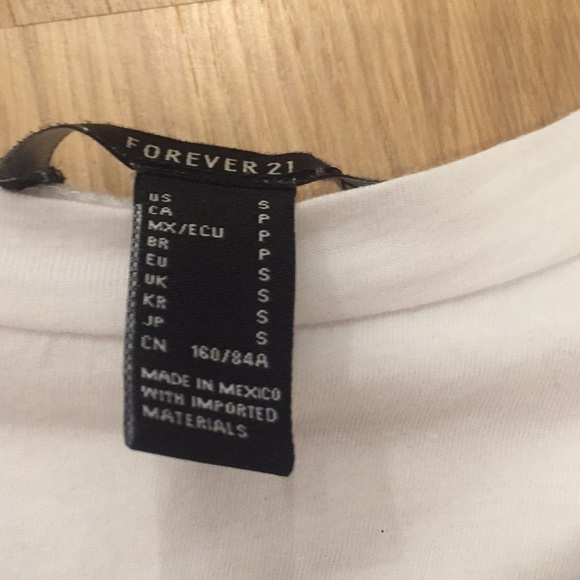 FOREVER 21
US S
CA P
MX/ECU P
BR P
EU S
UK S
KR S
JP S
CN 160/84A
MADE IN MEXICO
WITH IMPORTED
MATERIALS